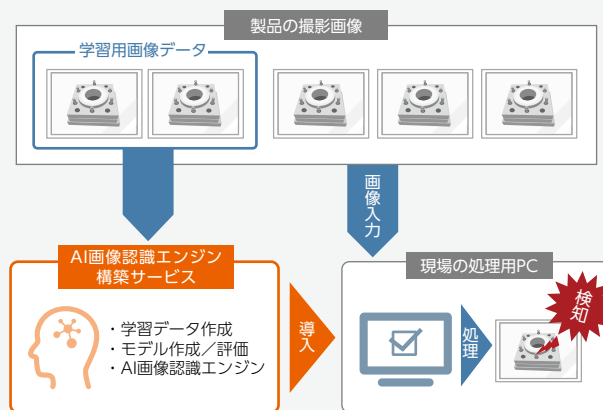 製品の撮影画像
学習用画像データ
画像入力
AI画像認識エンジン
構築サービス
・学習データ作成
・モデル作成／評価
・AI画像認識エンジン
導入
現場の処理用PC
処理
検知